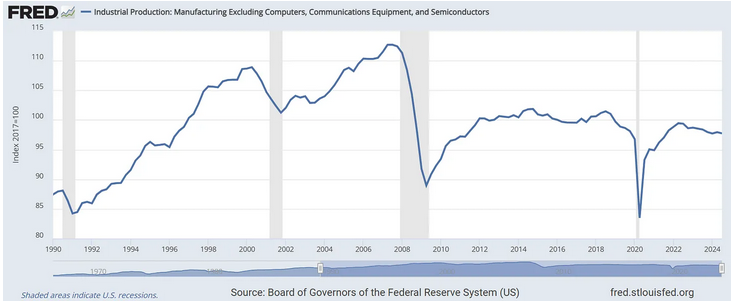 FRED
Industrial Production: Manufacturing Excluding Computers, Communications Equipment, and Semiconductors
Index 2017=100
115
110
105
100
95
90
85
80
1990 1992 1994 1996 1998 2000 2002 2004 2006 2008 2010 2012 2014 2016 2018 2020 2022 2024
1970
Shaded areas indicate U.S. recessions.
Source: Board of Governors of the Federal Reserve System (US)
fred.stlouisfed.org